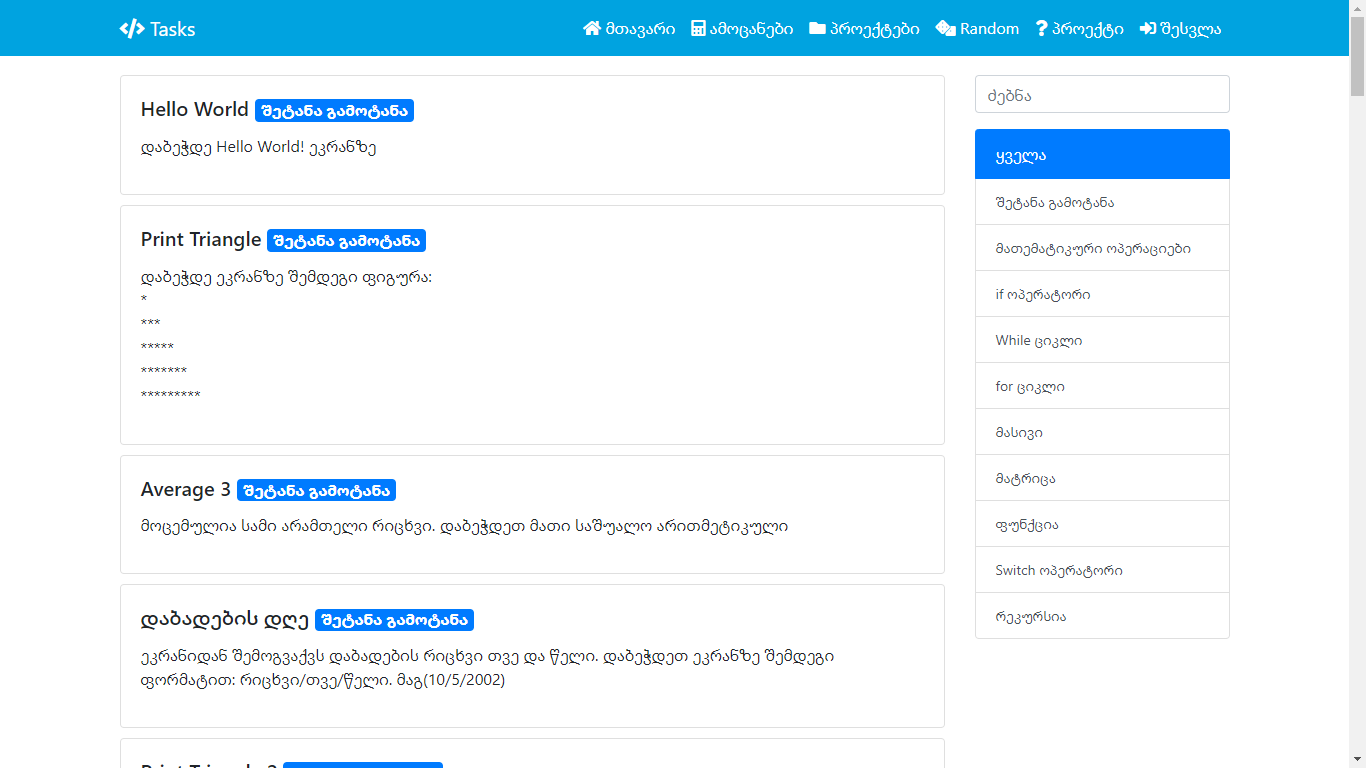 Tasks
მთავარი
ამოცანები
პროექტები
Random
პროექტი
შესვლა
Hello World შეტანა გამოტანა
დაბეჭდე Hello World! ეკრანზე
Print Triangle შეტანა გამოტანა
დაბეჭდე ეკრანზე შემდეგი ფიგურა:
*
***
*****
*******
*********
Average 3 შეტანა გამოტანა
მოცემულია სამი არამთელი რიცხვი. დაბეჭდეთ მათი საშუალო არითმეტიკული
დაბადების დღე შეტანა გამოტანა
ეკრანიდან შემოგვაქვს დაბადების რიცხვი თვე და წელი. დაბეჭდეთ ეკრანზე შემდეგი
ფორმატით: რიცხვი/თვე/წელი. მაგ(10/5/2002)
ძებნა
ყველა
შეტანა გამოტანა
მათემატიკური ოპერაციები
if ოპერატორი
While ციკლი
for ციკლი
მასივი
მატრიცა
ფუნქცია
Switch ოპერატორი
რეკურსია